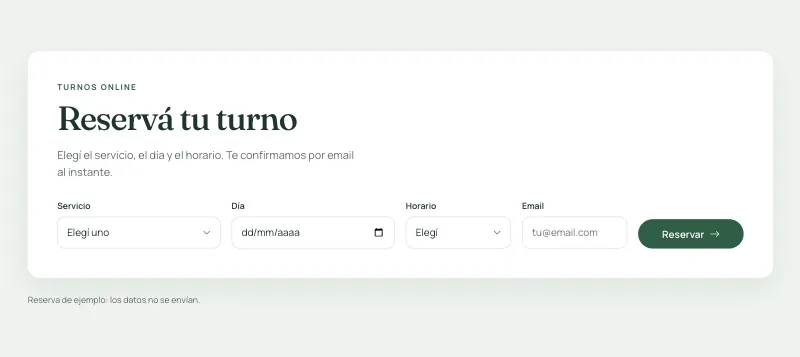 TURNOS ONLINE
Reservá tu turno
Elegí el servicio, el día y el horario. Te confirmamos por email
al instante.
Servicio
Día
Horario
Email
Elegí uno
dd/mm/aaaa
Elegí
tu@email.com
Reservar →
Reserva de ejemplo: los datos no se envían.